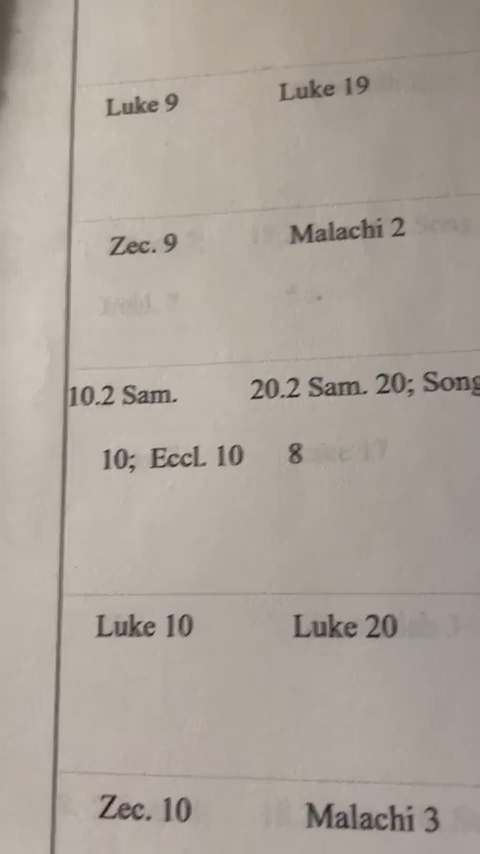 Luke 9 Luke 19
Zec. 9 Malachi 2
10.2 Sam. 20.2 Sam. 20; Song
10; Eccl. 10 8
Luke 10 Luke 20
Zec. 10 Malachi 3